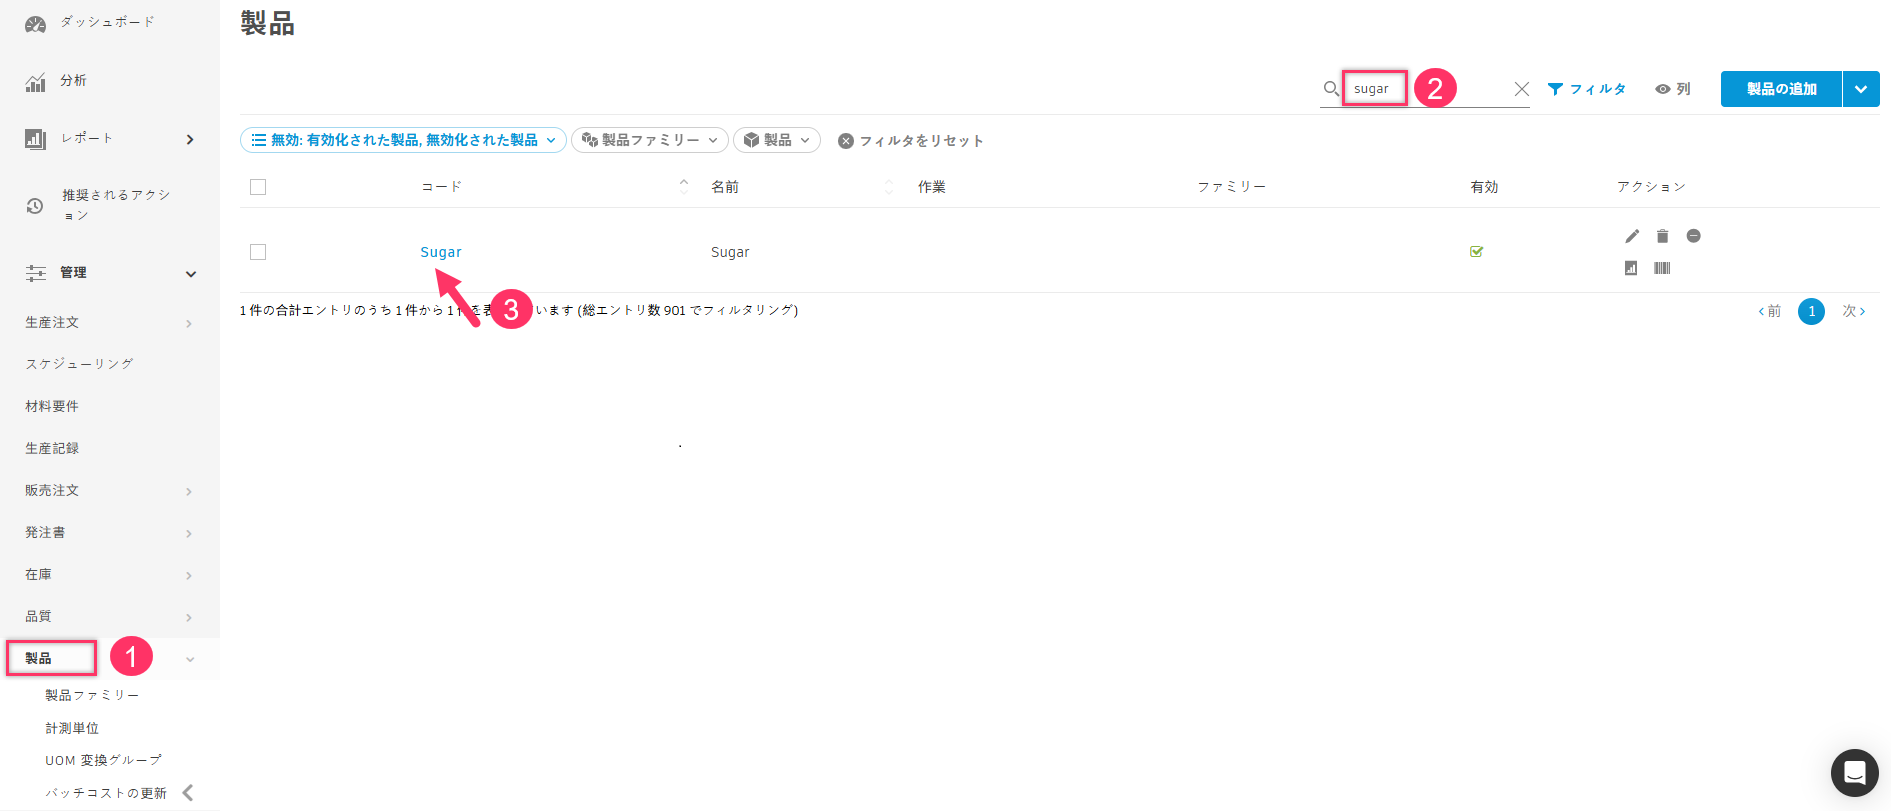 ダッシュボード
分析
レポート
推奨されるアクシ
ョン
管理
生産注文
スケジューリング
材料要件
生産記録
販売注文
発注書
在庫
品質
製品
1
製品ファミリー
計測単位
UOM 変換グループ
バッチコストの更新
製品
sugar
2
フィルタ
列
製品の追加
無効: 有効化された製品, 無効化された製品
製品ファミリー
製品
フィルタをリセット
コード 名前 作業 ファミリー 有効 アクション
Sugar Sugar
3
1 件の合計エントリのうち 1 件から 1 件を表 います (総エントリ数 901 でフィルタリング)
前 1 次